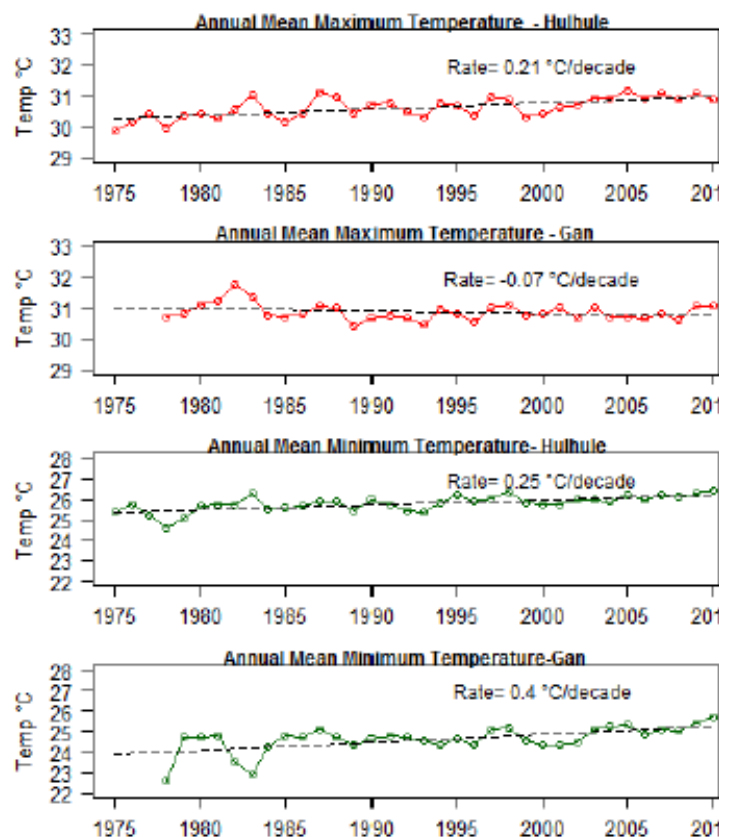 Annual Mean Maximum Temperature - Hulhule
33
32
31
30
29
Temp °C
Rate= 0.21 °C/decade
1975 1980 1985 1990 1995 2000 2005 201
Annual Mean Maximum Temperature - Gan
33
32
31
30
29
Temp °C
Rate= -0.07 °C/decade
1975 1980 1985 1990 1995 2000 2005 201
Annual Mean Minimum Temperature- Hulhule
28
27
26
25
24
23
22
Temp °C
Rate= 0.25 °C/decade
1975 1980 1985 1990 1995 2000 2005 201
Annual Mean Minimum Temperature-Gan
28
27
26
25
24
23
22
Temp °C
Rate= 0.4 °C/decade
1975 1980 1985 1990 1995 2000 2005 201